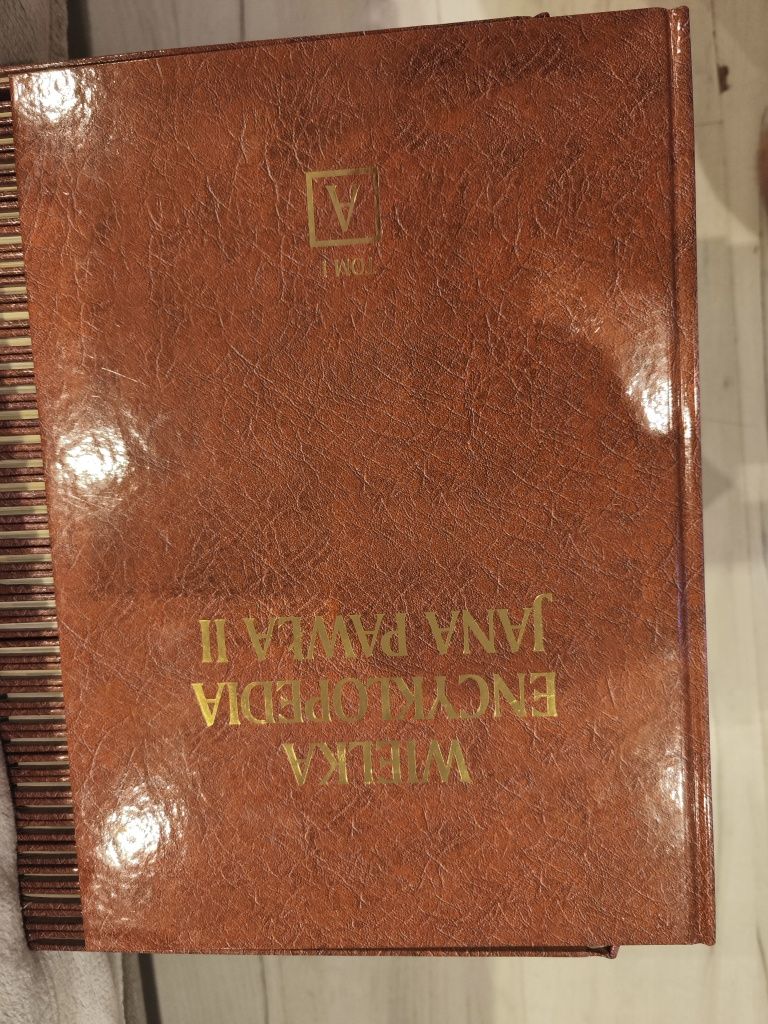 WIELKA
ENCYKLOPEDIA
JANA PAWŁA II
TOM I
A